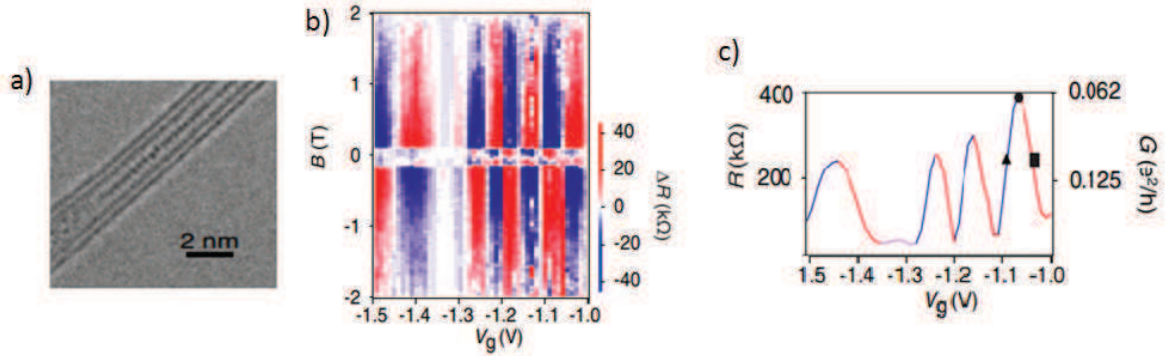 a)
2 nm
b)
B (T)
2
1
0
-1
-2
-1.5 -1.4 -1.3 -1.2 -1.1 -1.0
Vg (V)
40
20
0
-20
-40
ΔR (kΩ)
c)
R (kΩ)
400
200
0.062
0.125
G (e²/h)
-1.5 -1.4 -1.3 -1.2 -1.1 -1.0
Vg (V)